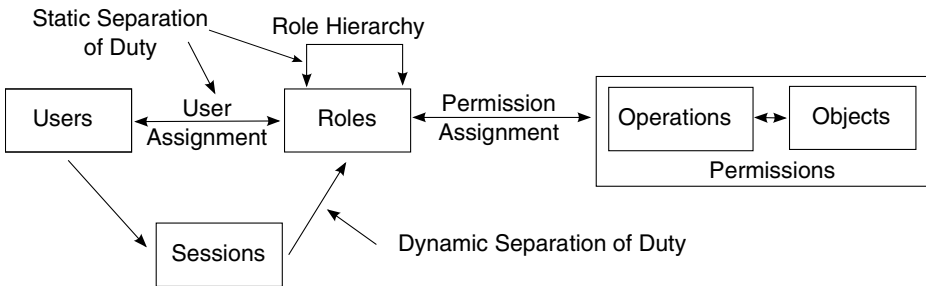 Static Separation
of Duty
Role Hierarchy
Users
User
Assignment
Roles
Permission
Assignment
Operations
Objects
Permissions
Sessions
Dynamic Separation of Duty